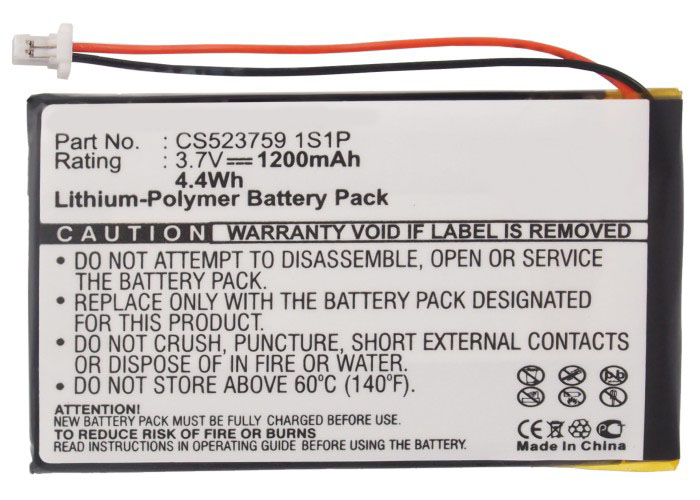 Part No. : CS523759 1S1P
Rating : 3.7V 1200mAh
4.4Wh
Lithium-Polymer Battery Pack
CAUTION WARRANTY VOID IF LABEL IS REMOVED
• DO NOT ATTEMPT TO DISASSEMBLE, OPEN OR SERVICE
THE BATTERY PACK.
• REPLACE ONLY WITH THE BATTERY PACK DESIGNATED
FOR THIS PRODUCT.
• DO NOT CRUSH, PUNCTURE, SHORT EXTERNAL CONTACTS
OR DISPOSE OF IN FIRE OR WATER.
• DO NOT STORE ABOVE 60°C (140°F).
ATTENTION!
NEW BATTERY PACK MUST BE FULLY CHARGED BEFORE USE.
TO REDUCE RISK OF FIRE OR BURNS
READ INSTRUCTIONS IN OPERATING GUIDE BEFORE USING BATTERY.
CE
Made In China